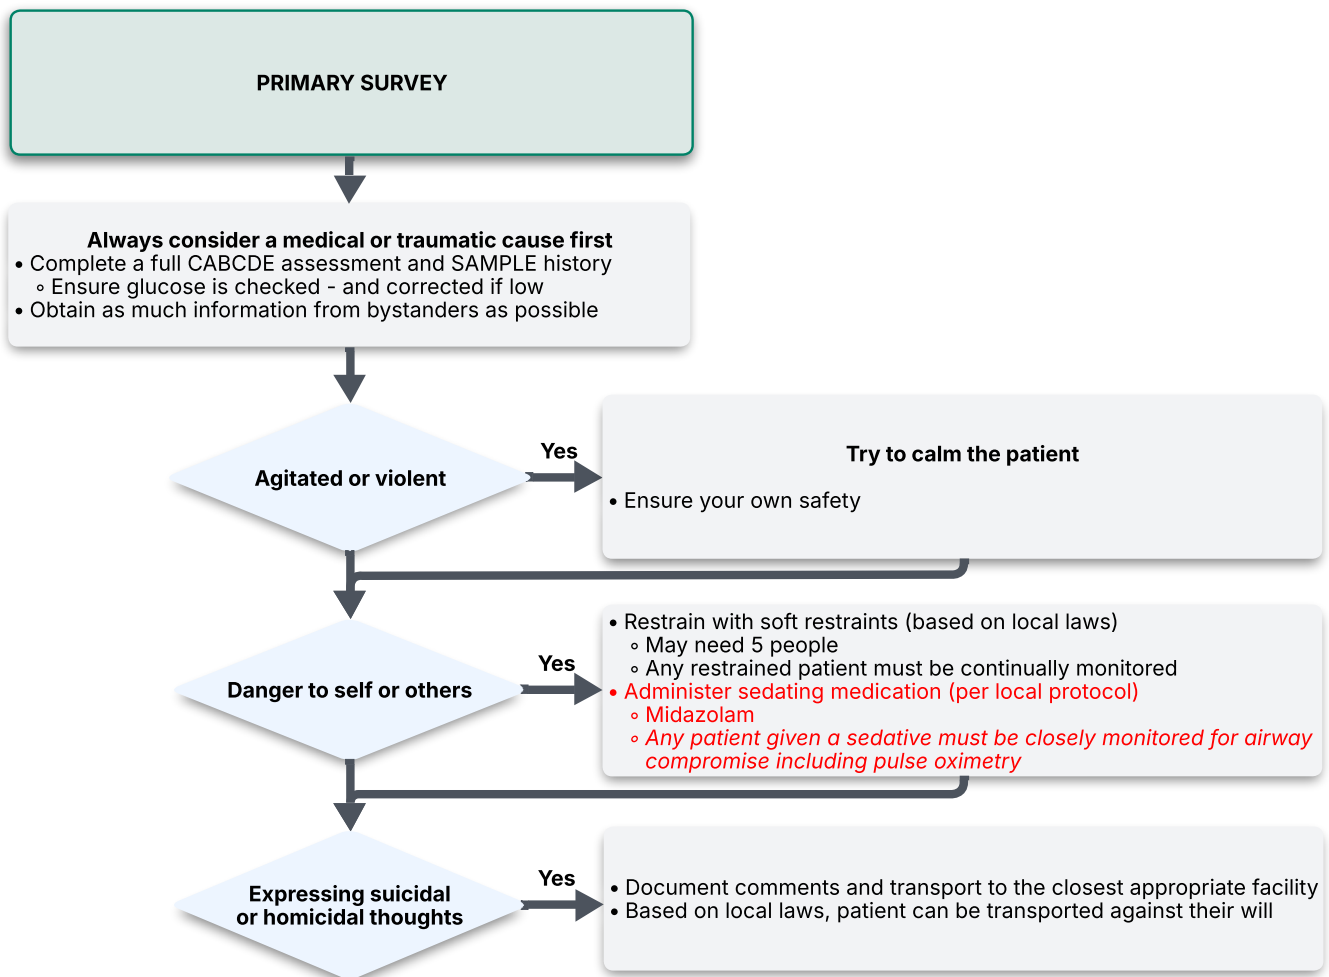 PRIMARY SURVEY
Always consider a medical or traumatic cause first
• Complete a full CABCDE assessment and SAMPLE history
◦ Ensure glucose is checked - and corrected if low
• Obtain as much information from bystanders as possible
Agitated or violent
Yes
Try to calm the patient
• Ensure your own safety
Danger to self or others
Yes
• Restrain with soft restraints (based on local laws)
◦ May need 5 people
◦ Any restrained patient must be continually monitored
• Administer sedating medication (per local protocol)
◦ Midazolam
◦ Any patient given a sedative must be closely monitored for airway
compromise including pulse oximetry
Expressing suicidal
or homicidal thoughts
Yes
• Document comments and transport to the closest appropriate facility
• Based on local laws, patient can be transported against their will